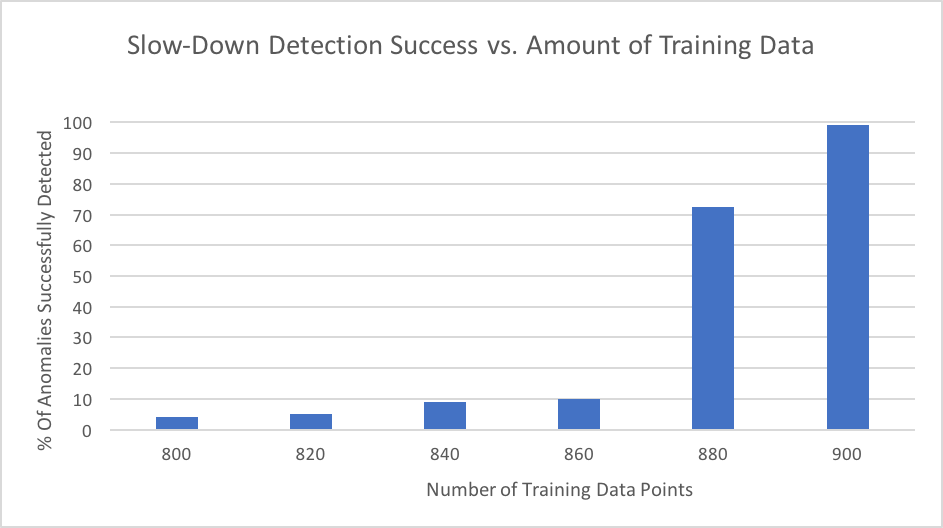 Slow-Down Detection Success vs. Amount of Training Data
% Of Anomalies Successfully Detected
100
90
80
70
60
50
40
30
20
10
0
800 820 840 860 880 900
Number of Training Data Points